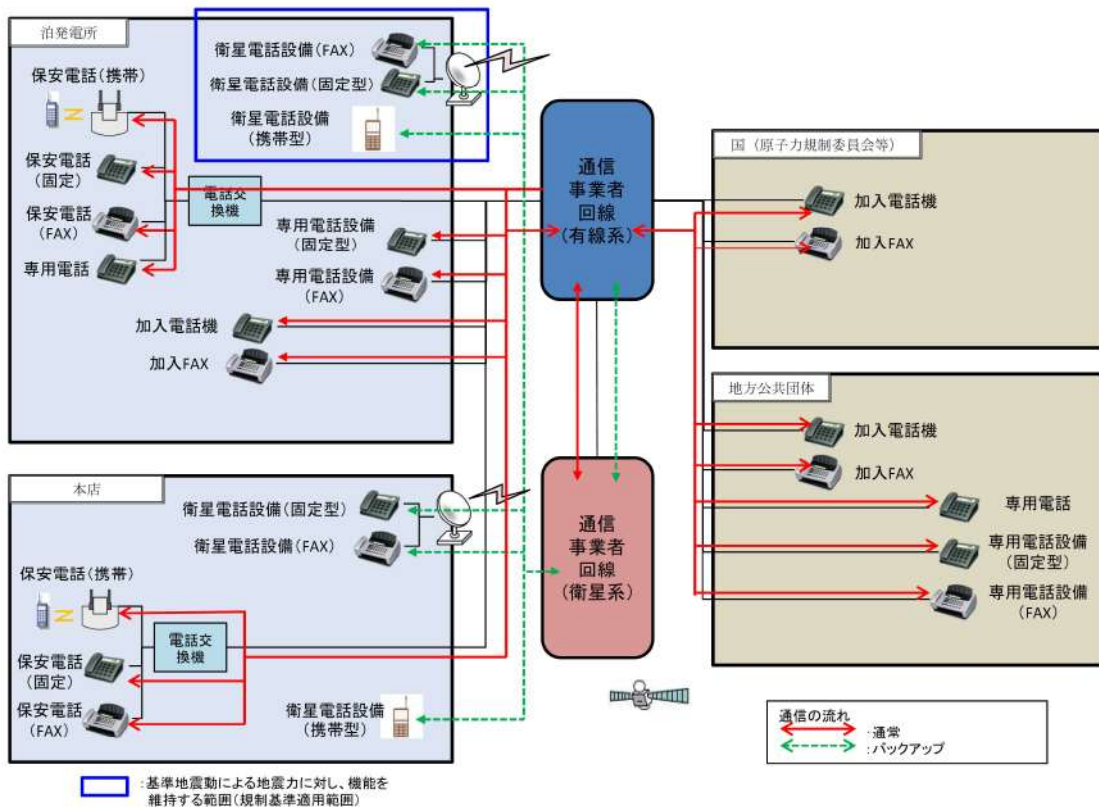 泊発電所
衛星電話設備(FAX)
衛星電話設備(固定型)
衛星電話設備
(携帯型)
保安電話(携帯)
保安電話
(固定)
保安電話
(FAX)
専用電話
電話交
換機
専用電話設備
(固定型)
専用電話設備
(FAX)
加入電話機
加入FAX
通信
事業者
回線
(有線系)
国（原子力規制委員会等）
加入電話機
加入FAX
地方公共団体
加入電話機
加入FAX
専用電話
専用電話設備
(固定型)
専用電話設備
(FAX)
本店
衛星電話設備(固定型)
衛星電話設備(FAX)
保安電話(携帯)
電話交
換機
保安電話
(固定)
保安電話
(FAX)
衛星電話設備
(携帯型)
通信
事業者
回線
(衛星系)
通信の流れ
:通常
:バックアップ
:基準地震動による地震力に対し、機能を
維持する範囲(規制基準適用範囲)